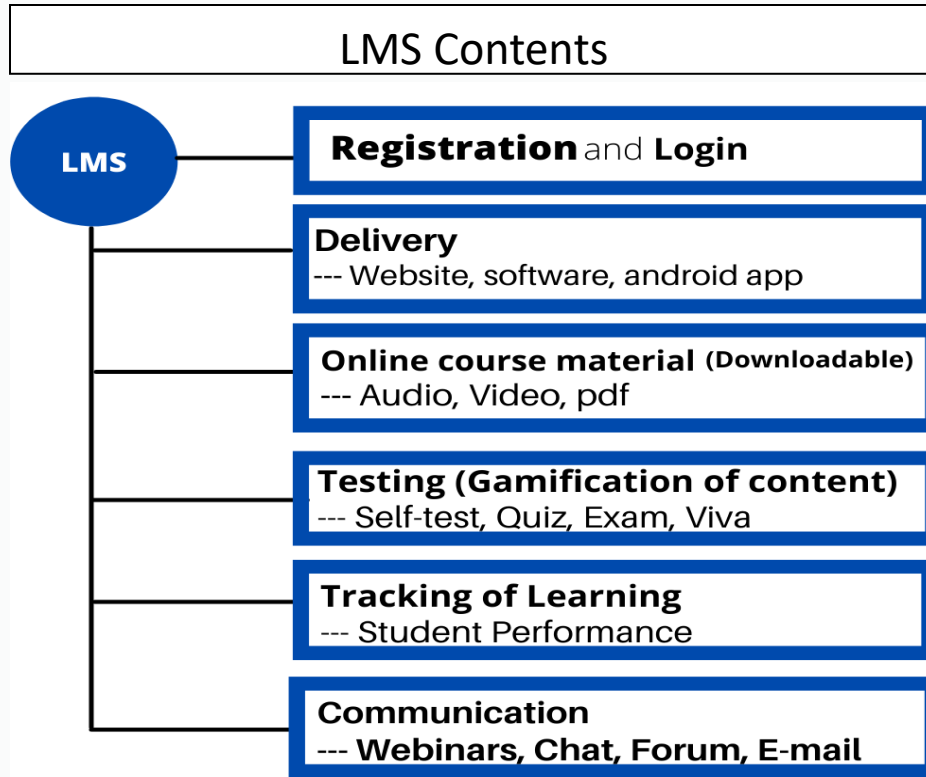 LMS Contents
LMS
Registration and Login
Delivery
--- Website, software, android app
Online course material (Downloadable)
--- Audio, Video, pdf
Testing (Gamification of content)
--- Self-test, Quiz, Exam, Viva
Tracking of Learning
--- Student Performance
Communication
--- Webinars, Chat, Forum, E-mail